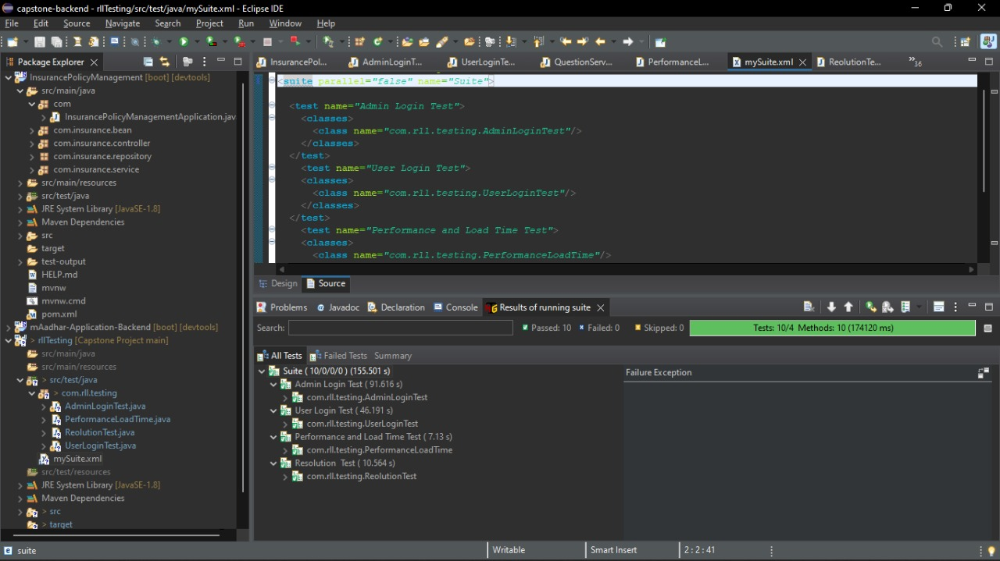 capstone-backend - rllTesting/src/test/java/mySuite.xml - Eclipse IDE
File Edit Source Navigate Search Project Run Window Help
Package Explorer
InsurancePolicyManagement [boot] [devtools]
src/main/java
com
InsurancePolicyManagementApplication.jav
com.insurance.bean
com.insurance.controller
com.insurance.repository
com.insurance.service
src/main/resources
src/test/java
JRE System Library [JavaSE-1.8]
Maven Dependencies
src
target
test-output
HELP.md
mvnw
mvnw.cmd
pom.xml
mAadhar-Application-Backend [boot] [devtools]
> rllTesting [Capstone Project main]
src/main/java
src/main/resources
> src/test/java
> com.rll.testing
AdminLoginTest.java
PerformanceLoadTime.java
ReolutionTest.java
UserLoginTest.java
mySuite.xml
src/test/resources
JRE System Library [JavaSE-1.8]
Maven Dependencies
> src
> target
InsurancePol... AdminLoginT... UserLoginTe... QuestionServ... PerformanceL... mySuite.xml ReolutionTe... »36
<suite parallel="false" name="Suite">
<test name="Admin Login Test">
<classes>
<class name="com.rll.testing.AdminLoginTest"/>
</classes>
</test>
<test name="User Login Test">
<classes>
<class name="com.rll.testing.UserLoginTest"/>
</classes>
</test>
<test name="Performance and Load Time Test">
<classes>
<class name="com.rll.testing.PerformanceLoadTime"/>
Design Source
Problems Javadoc Declaration Console Results of running suite
Search: Passed: 10 Failed: 0 Skipped: 0 Tests: 10/4 Methods: 10 (174120 ms)
All Tests Failed Tests Summary
Suite ( 10/0/0/0 ) (155.501 s)
Admin Login Test ( 91.616 s)
com.rll.testing.AdminLoginTest
User Login Test ( 46.191 s)
com.rll.testing.UserLoginTest
Performance and Load Time Test ( 7.13 s)
com.rll.testing.PerformanceLoadTime
Resolution Test ( 10.564 s)
com.rll.testing.ReolutionTest
Failure Exception
suite Writable Smart Insert 2 : 2 : 41